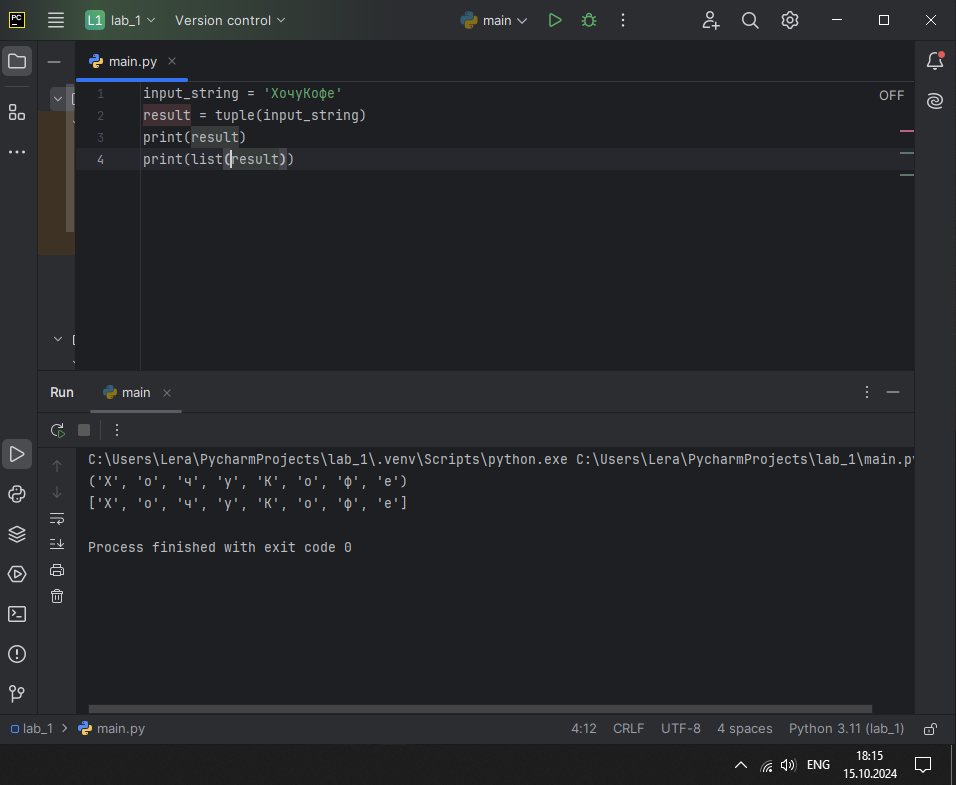 PC
L1 lab_1 Version control main
main.py
OFF
1 input_string = 'ХочуКофе'
2 result = tuple(input_string)
3 print(result)
4 print(list(result))
Run main
C:\Users\Lera\PycharmProjects\lab_1\.venv\Scripts\python.exe C:\Users\Lera\PycharmProjects\lab_1\main.py
('Х', 'о', 'ч', 'у', 'К', 'о', 'ф', 'е')
['Х', 'о', 'ч', 'у', 'К', 'о', 'ф', 'е']
Process finished with exit code 0
lab_1 main.py 4:12 CRLF UTF-8 4 spaces Python 3.11 (lab_1)
ENG
18:15
15.10.2024